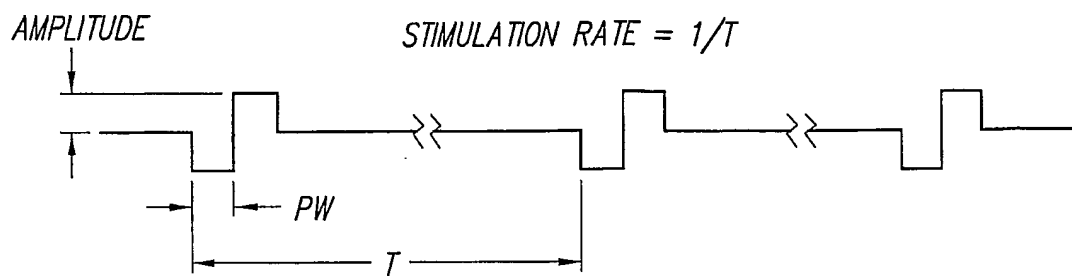 AMPLITUDE
STIMULATION RATE = 1/T
PW
T